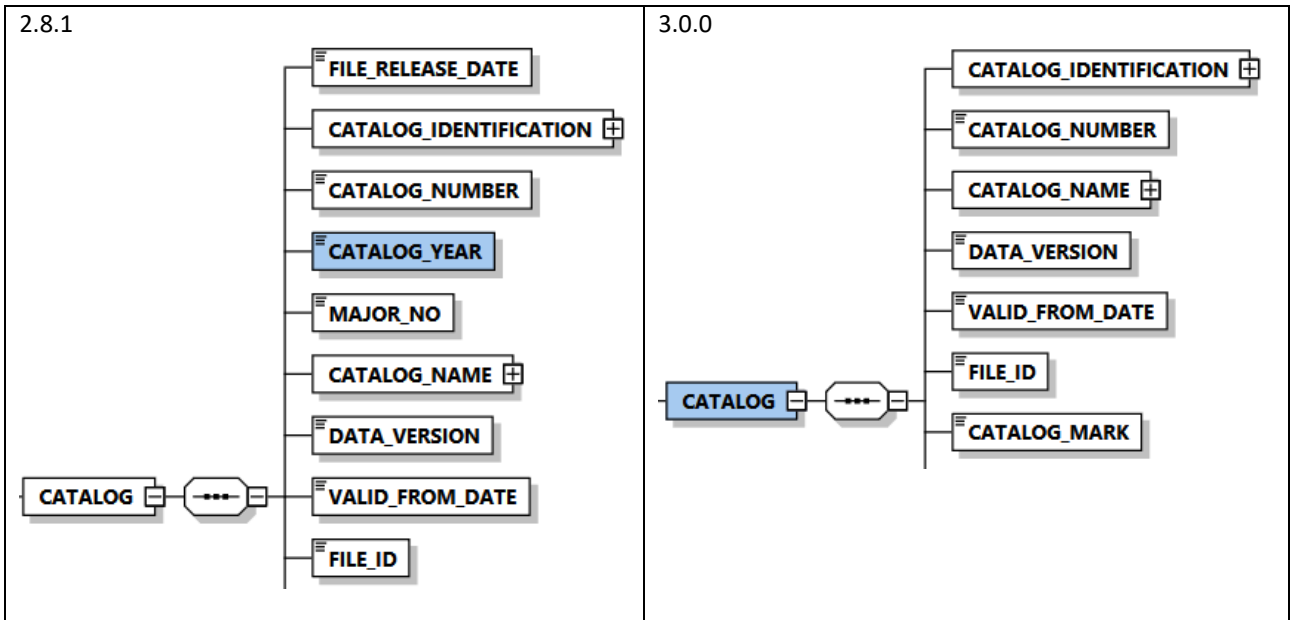 2.8.1
FILE_RELEASE_DATE
CATALOG_IDENTIFICATION
CATALOG_NUMBER
CATALOG_YEAR
MAJOR_NO
CATALOG_NAME
DATA_VERSION
CATALOG
VALID_FROM_DATE
FILE_ID
3.0.0
CATALOG_IDENTIFICATION
CATALOG_NUMBER
CATALOG_NAME
DATA_VERSION
VALID_FROM_DATE
FILE_ID
CATALOG
CATALOG_MARK